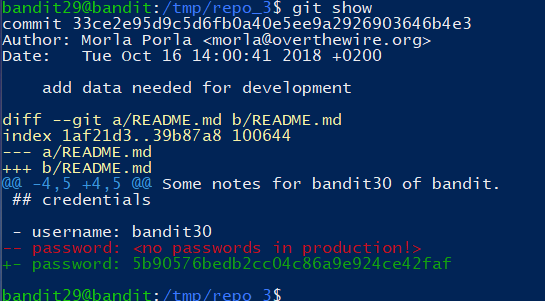 bandit29@bandit:/tmp/repo_3$ git show
commit 33ce2e95d9c5d6fb0a40e5ee9a2926903646b4e3
Author: Morla Porla <morla@overthewire.org>
Date:   Tue Oct 16 14:00:41 2018 +0200

    add data needed for development

diff --git a/README.md b/README.md
index 1af21d3..39b87a8 100644
--- a/README.md
+++ b/README.md
@@ -4,5 +4,5 @@ Some notes for bandit30 of bandit.
 ## credentials

 - username: bandit30
-- password: <no passwords in production!>
+- password: 5b90576bedb2cc04c86a9e924ce42faf

bandit29@bandit:/tmp/repo_3$